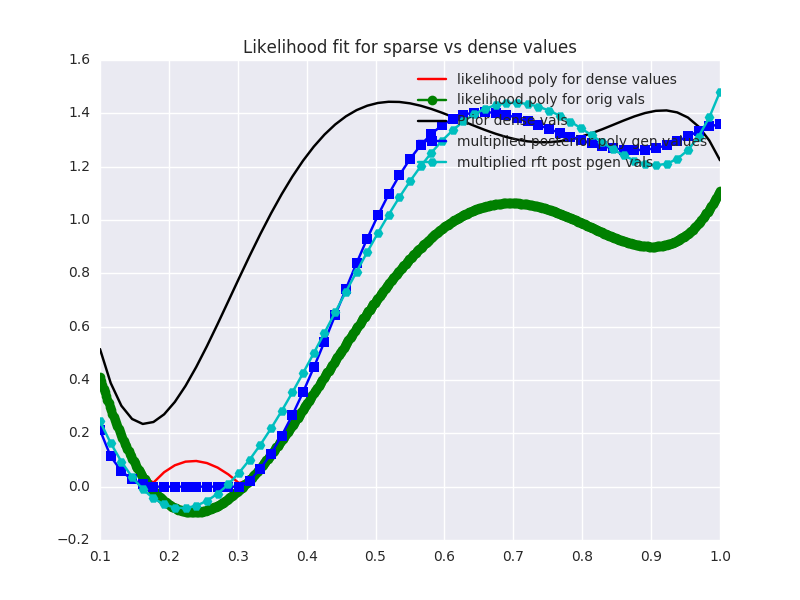 Likelihood fit for sparse vs dense values
likelihood poly for dense values
likelihood poly for orig vals
prior dense vals
multiplied posterior poly gen values
multiplied rft post pgen vals
1.6
1.4
1.2
1.0
0.8
0.6
0.4
0.2
0.0
−0.2
0.1 0.2 0.3 0.4 0.5 0.6 0.7 0.8 0.9 1.0